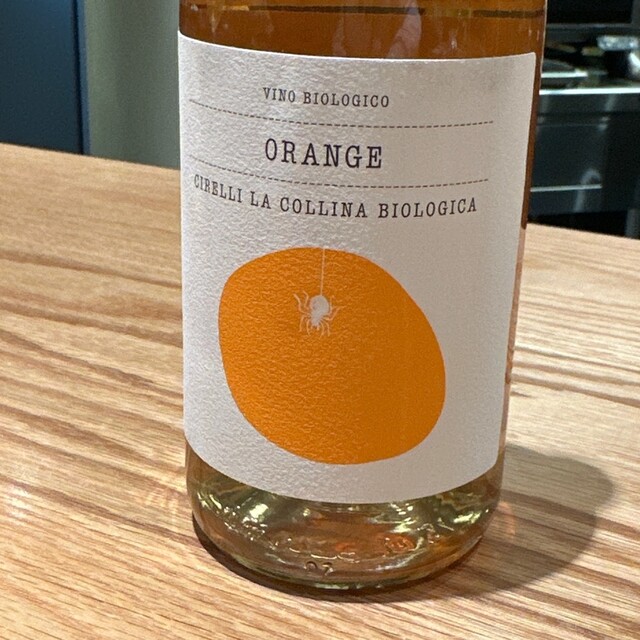 VINO BIOLOGICO
ORANGE
CIRELLI LA COLLINA BIOLOGICA